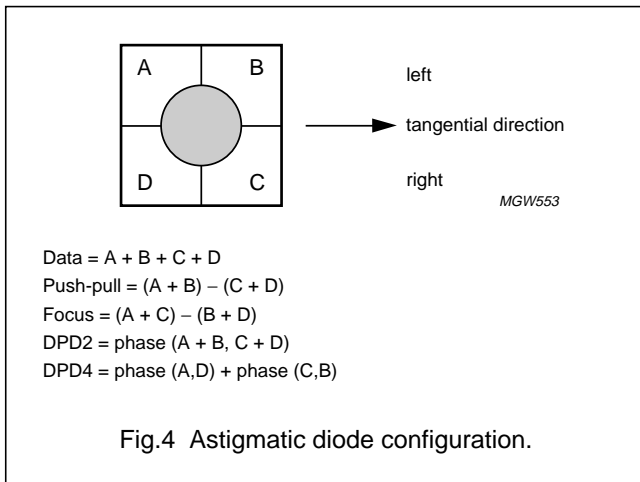 A B
left
tangential direction
D C
right
MGW553
Data = A + B + C + D
Push-pull = (A + B) − (C + D)
Focus = (A + C) − (B + D)
DPD2 = phase (A + B, C + D)
DPD4 = phase (A,D) + phase (C,B)
Fig.4 Astigmatic diode configuration.